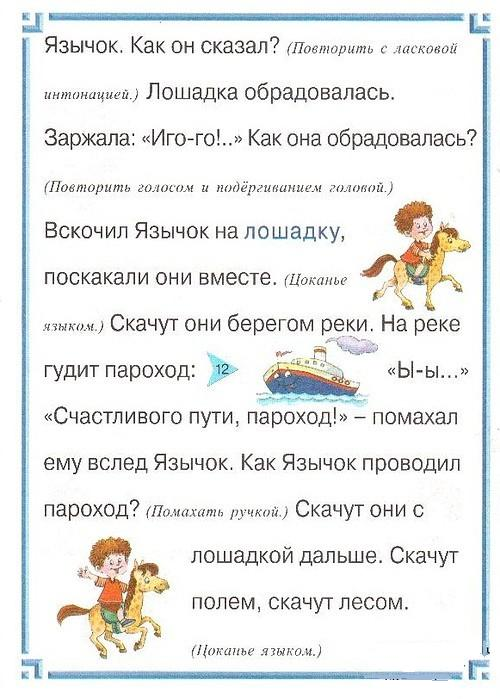 Язычок. Как он сказал? (Повторить с ласковой
интонацией.) Лошадка обрадовалась.
Заржала: «Иго-го!..» Как она обрадовалась?
(Повторить голосом и подёргиванием головой.)
Вскочил Язычок на лошадку,
поскакали они вместе. (Цоканье
языком.) Скачут они берегом реки. На реке
гудит пароход: 12 «Ы-ы...»
«Счастливого пути, пароход!» – помахал
ему вслед Язычок. Как Язычок проводил
пароход? (Помахать ручкой.) Скачут они с
лошадкой дальше. Скачут
полем, скачут лесом.
(Цоканье языком.)